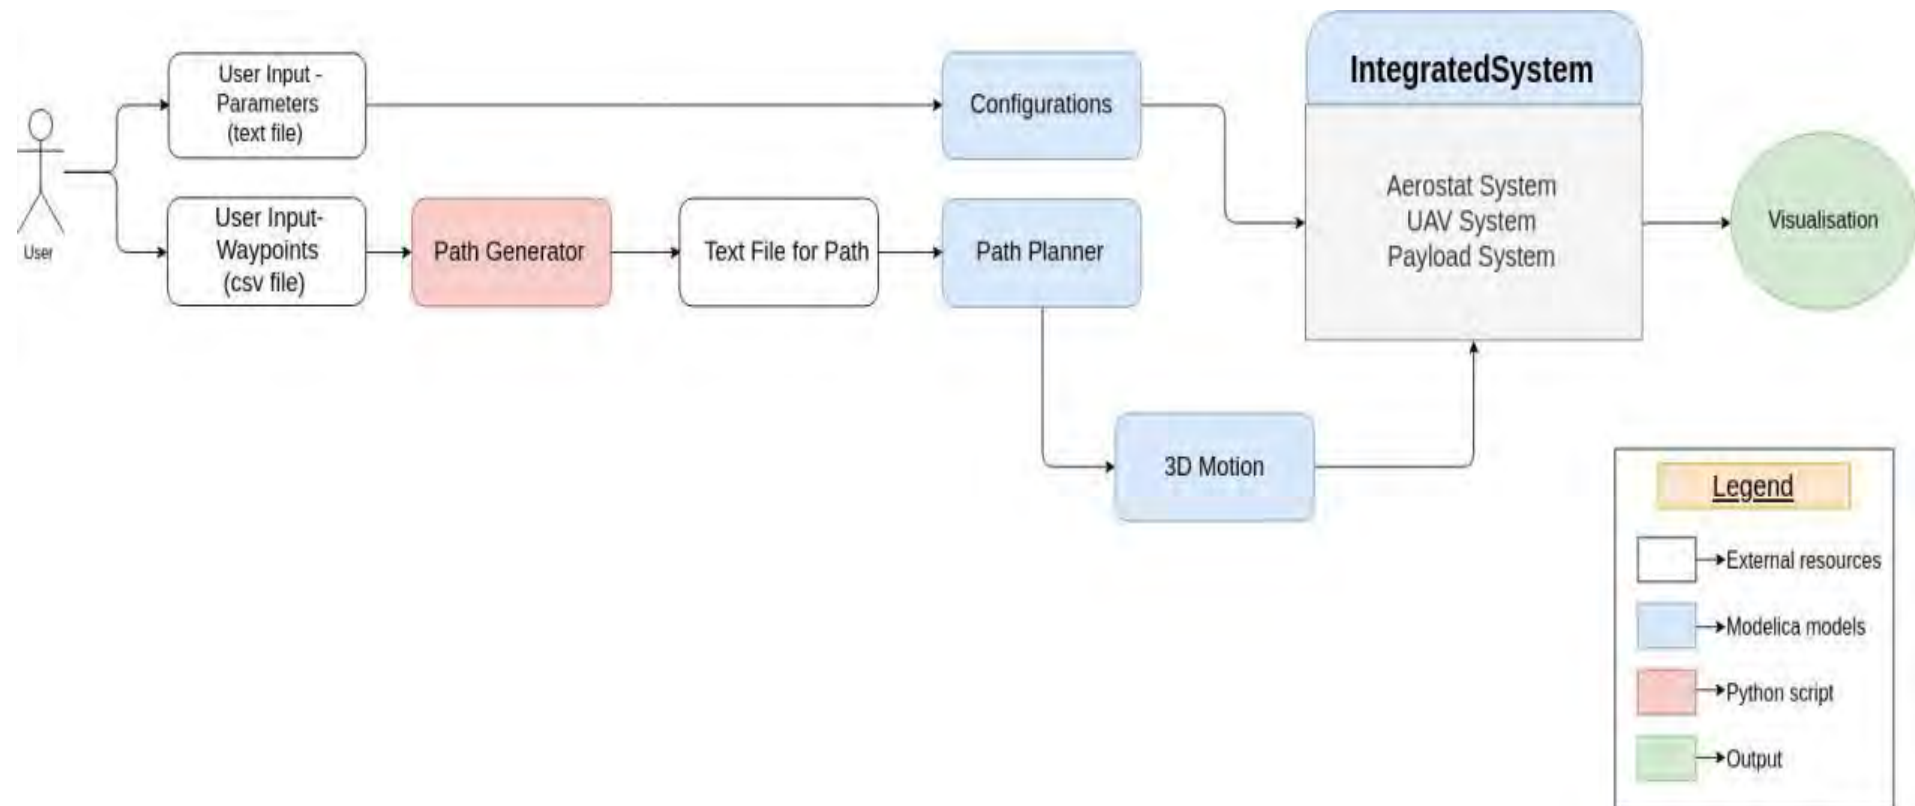 User Input -
Parameters
(text file)
Configurations
IntegratedSystem
Aerostat System
UAV System
Payload System
Visualisation
User
User Input-
Waypoints
(csv file)
Path Generator
Text File for Path
Path Planner
3D Motion
Legend
External resources
Modelica models
Python script
Output